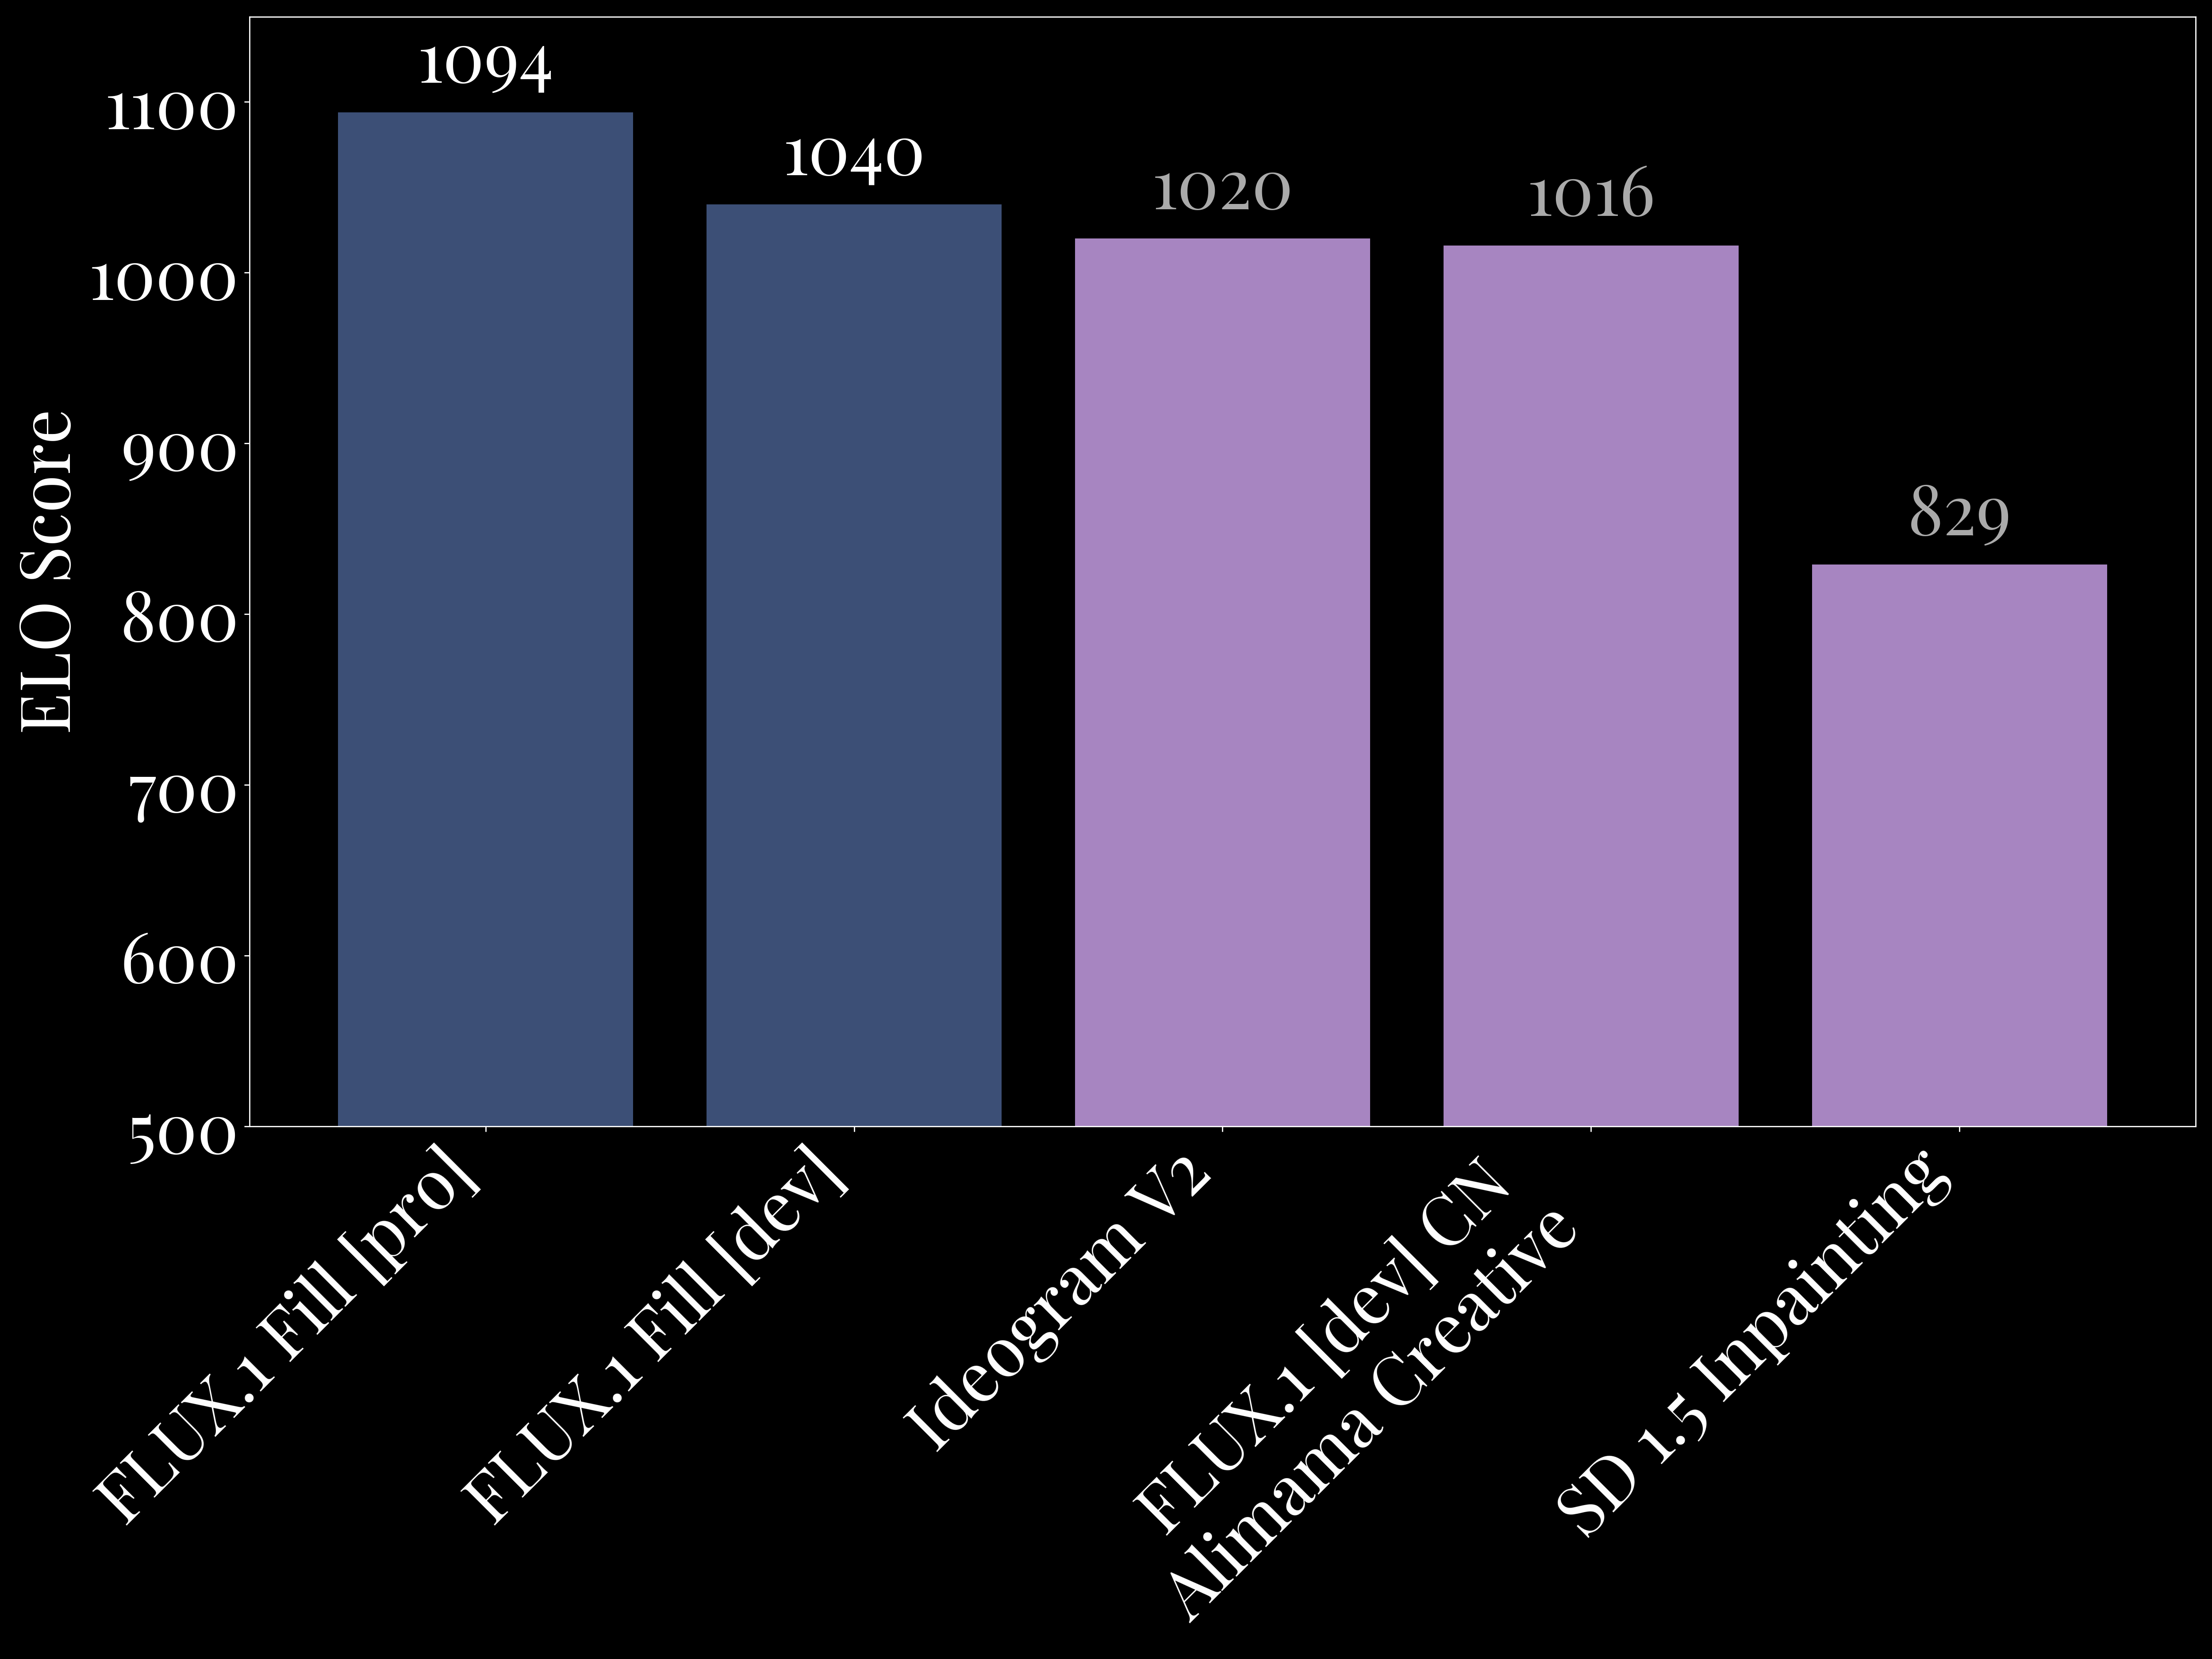 1094
1040
1020
1016
829
ELO Score
1100
1000
900
800
700
600
500
FLUX.1 Fill [pro]
FLUX.1 Fill [dev]
Ideogram V2
FLUX.1 [dev] CN
Alimama Creative
SD 1.5 Impainting